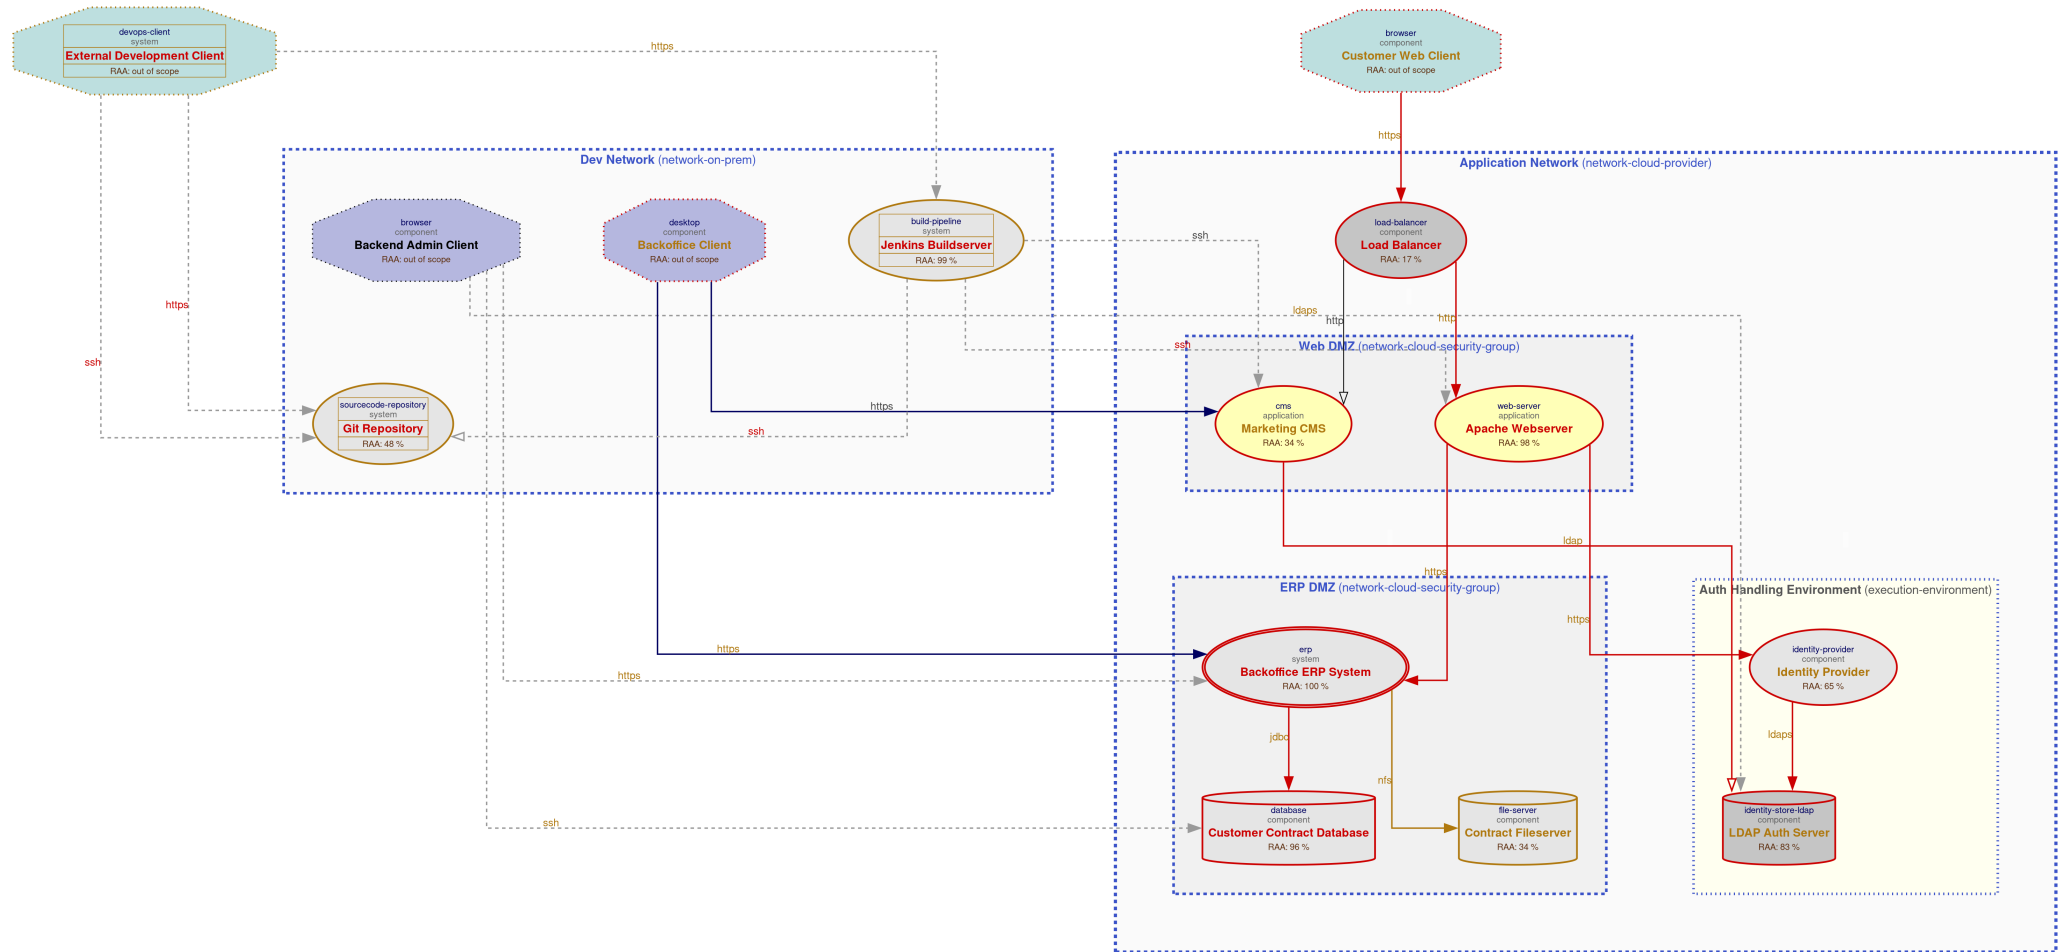 devops-client
system
External Development Client
RAA: out of scope
https
browser
component
Customer Web Client
RAA: out of scope
https
Dev Network (network-on-prem)
Application Network (network-cloud-provider)
browser
component
Backend Admin Client
RAA: out of scope
desktop
component
Backoffice Client
RAA: out of scope
build-pipeline
system
Jenkins Buildserver
RAA: 99 %
ssh
load-balancer
component
Load Balancer
RAA: 17 %
https
ldaps
http
http
ssh
Web DMZ (network-cloud-security-group)
ssh
sourcecode-repository
system
Git Repository
RAA: 48 %
https
ssh
cms
application
Marketing CMS
RAA: 34 %
web-server
application
Apache Webserver
RAA: 98 %
ldap
https
ERP DMZ (network-cloud-security-group)
Auth Handling Environment (execution-environment)
https
https
https
erp
system
Backoffice ERP System
RAA: 100 %
identity-provider
component
Identity Provider
RAA: 65 %
jdbc
ldaps
nfs
ssh
database
component
Customer Contract Database
RAA: 96 %
file-server
component
Contract Fileserver
RAA: 34 %
identity-store-ldap
component
LDAP Auth Server
RAA: 83 %